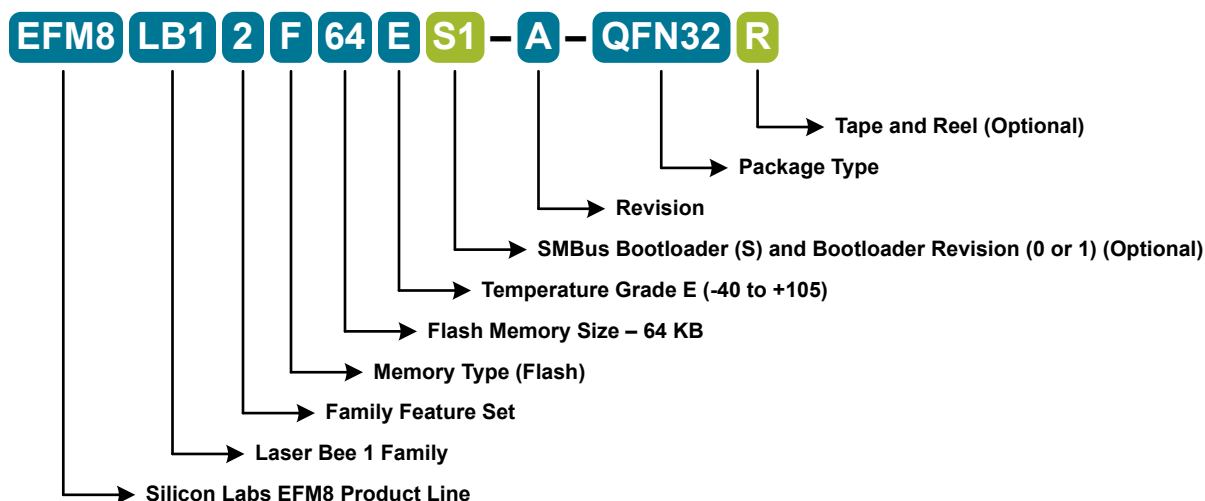 EFM8 LB1 2 F 64 E S1 – A – QFN32 R
Tape and Reel (Optional)
Package Type
Revision
SMBus Bootloader (S) and Bootloader Revision (0 or 1) (Optional)
Temperature Grade E (-40 to +105)
Flash Memory Size – 64 KB
Memory Type (Flash)
Family Feature Set
Laser Bee 1 Family
Silicon Labs EFM8 Product Line